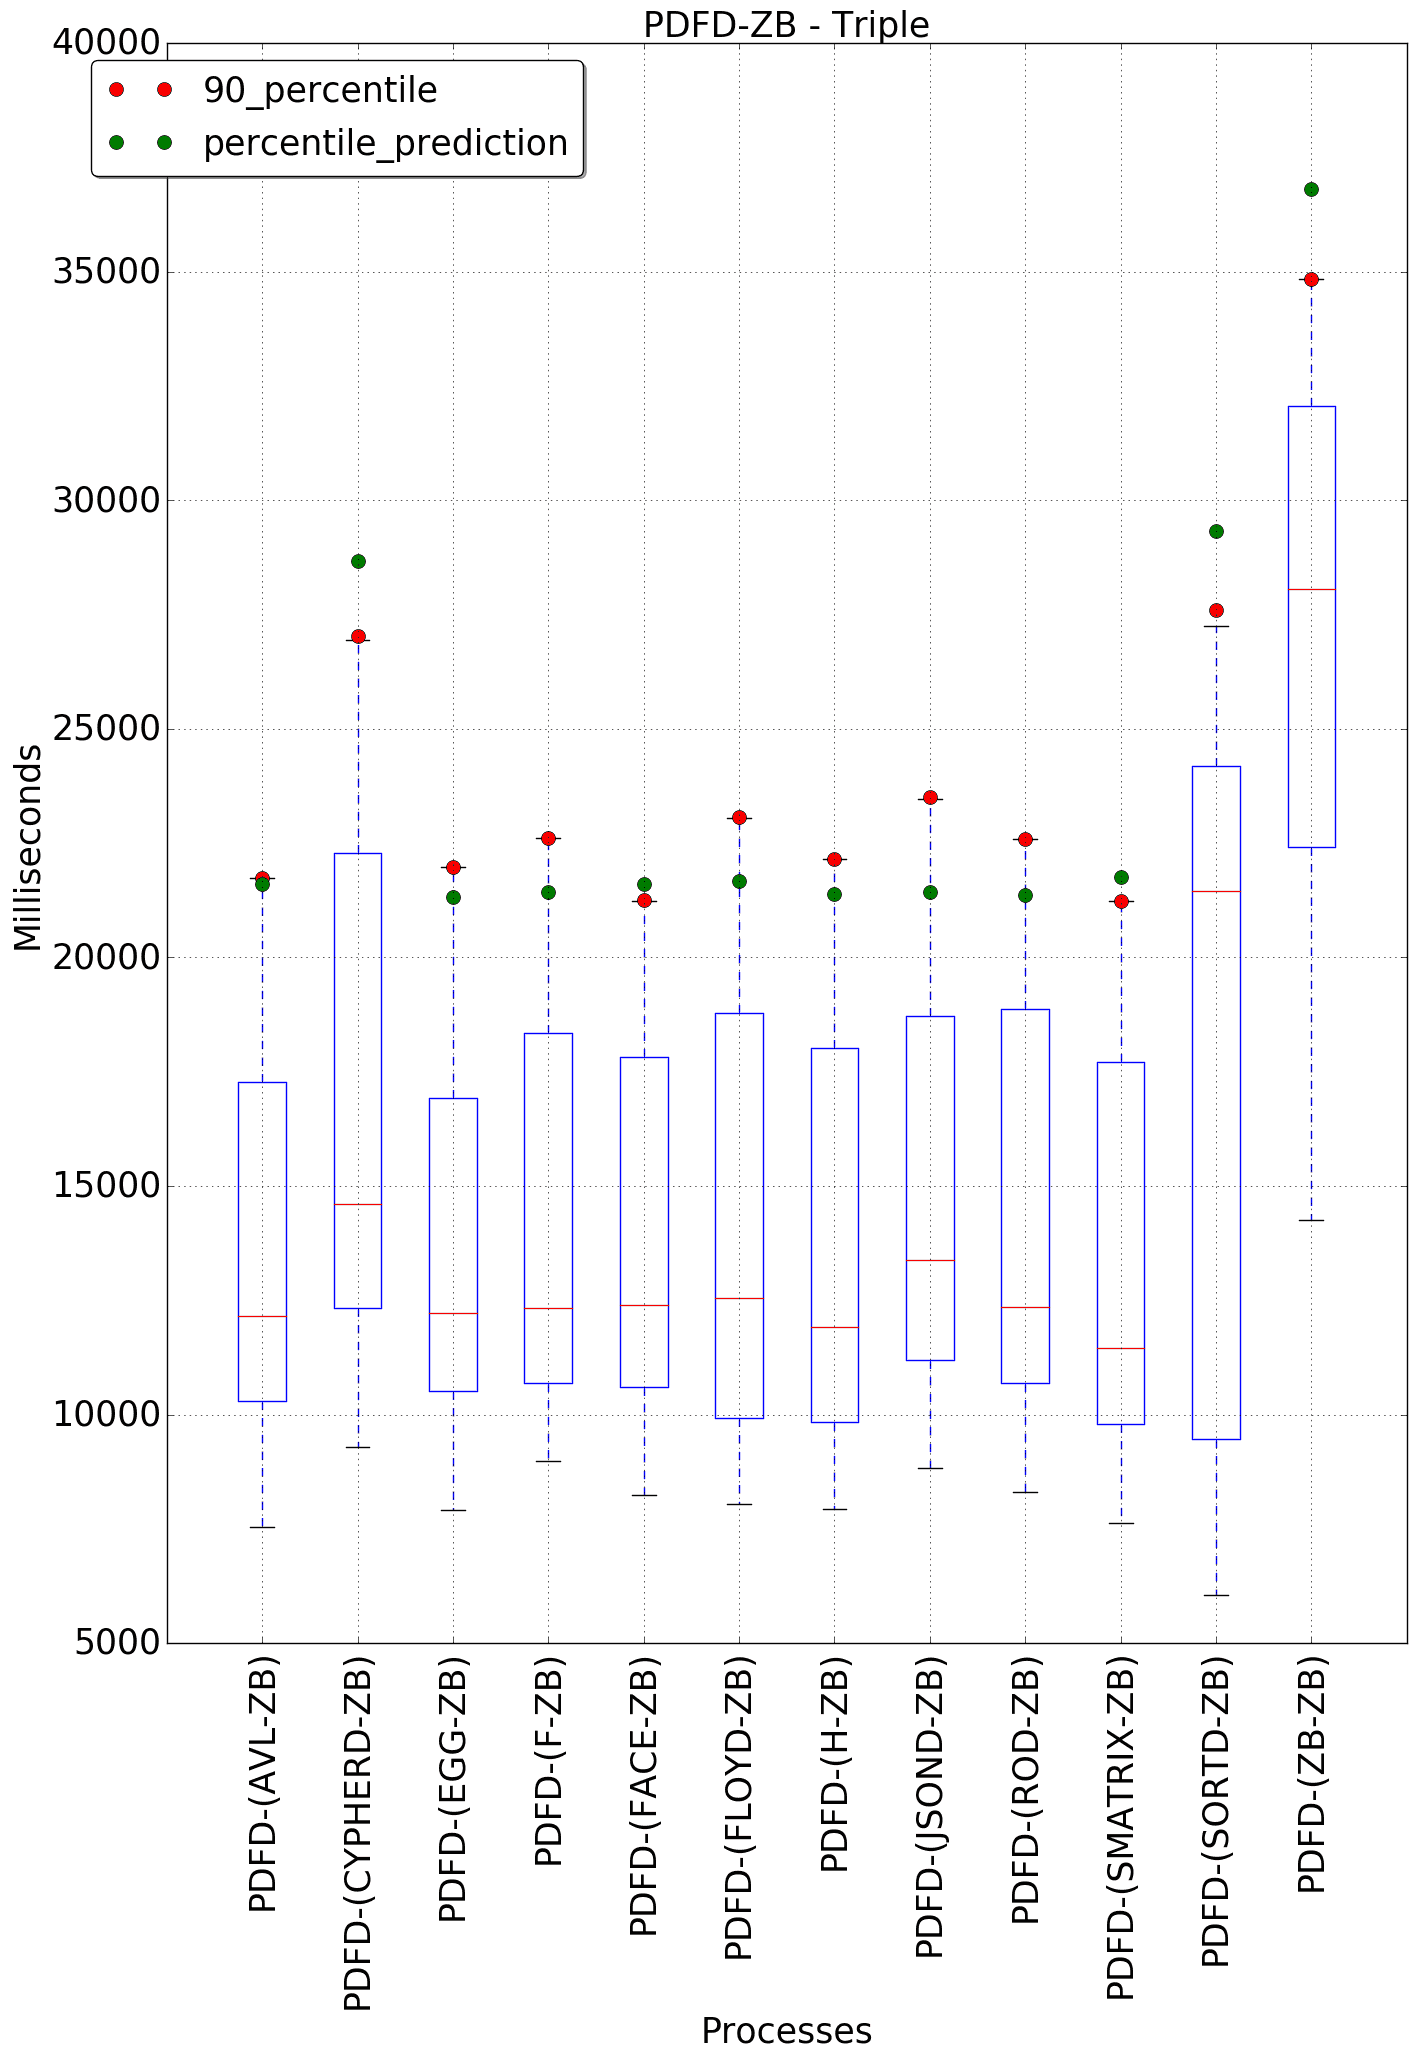 PDFD-ZB - Triple
90_percentile
percentile_prediction
40000
35000
30000
25000
20000
15000
10000
5000
Milliseconds
PDFD-(AVL-ZB)
PDFD-(CYPHERD-ZB)
PDFD-(EGG-ZB)
PDFD-(F-ZB)
PDFD-(FACE-ZB)
PDFD-(FLOYD-ZB)
PDFD-(H-ZB)
PDFD-(JSOND-ZB)
PDFD-(ROD-ZB)
PDFD-(SMATRIX-ZB)
PDFD-(SORTD-ZB)
PDFD-(ZB-ZB)
Processes